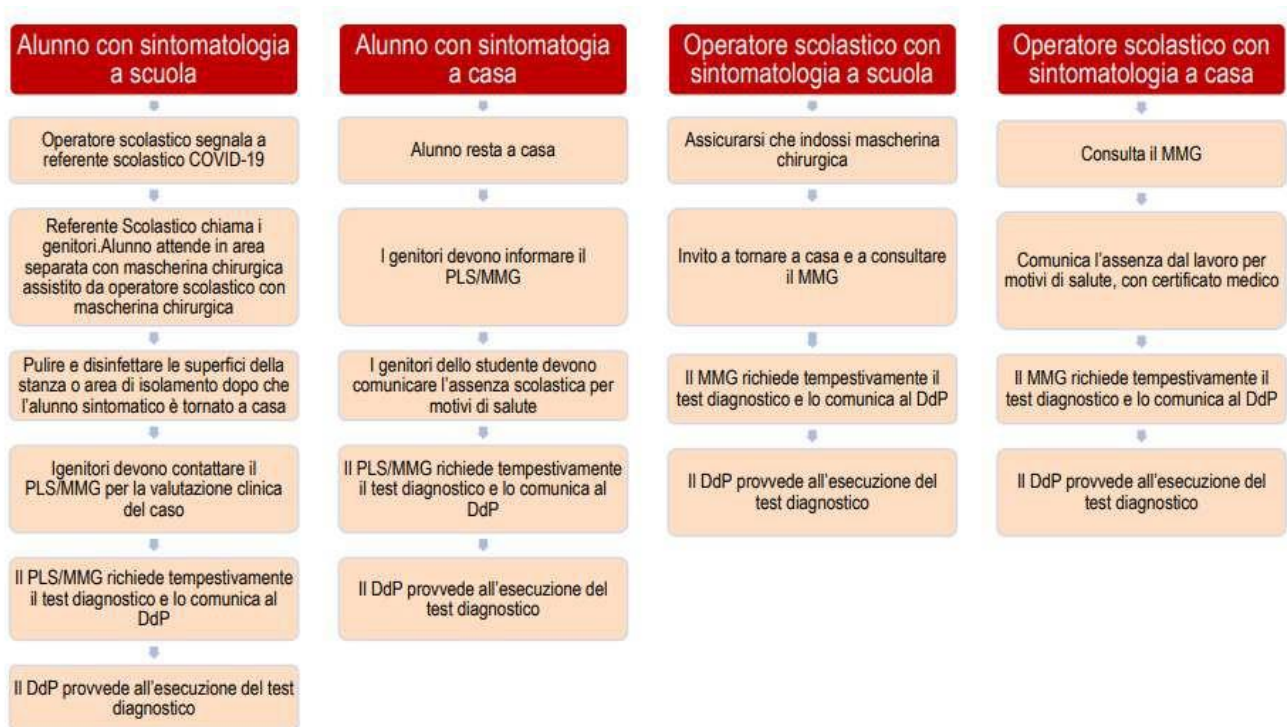 Alunno con sintomatologia
a scuola
Operatore scolastico segnala a
referente scolastico COVID-19
Referente Scolastico chiama i
genitori.Alunno attende in area
separata con mascherina chirurgica
assistito da operatore scolastico con
mascherina chirurgica
Pulire e disinfettare le superfici della
stanza o area di isolamento dopo che
l'alunno sintomatico è tornato a casa
Igenitori devono contattare il
PLS/MMG per la valutazione clinica
del caso
Il PLS/MMG richiede tempestivamente
il test diagnostico e lo comunica al
DdP
Il DdP provvede all'esecuzione del test
diagnostico
Alunno con sintomatogia
a casa
Alunno resta a casa
I genitori devono informare il
PLS/MMG
I genitori dello studente devono
comunicare l'assenza scolastica per
motivi di salute
Il PLS/MMG richiede tempestivamente
il test diagnostico e lo comunica al
DdP
Il DdP provvede all'esecuzione del
test diagnostico
Operatore scolastico con
sintomatologia a scuola
Assicurarsi che indossi mascherina
chirurgica
Invito a tornare a casa e a consultare
il MMG
Il MMG richiede tempestivamente il
test diagnostico e lo comunica al DdP
Il DdP provvede all'esecuzione del
test diagnostico
Operatore scolastico con
sintomatologia a casa
Consulta il MMG
Comunica l'assenza dal lavoro per
motivi di salute, con certificato medico
Il MMG richiede tempestivamente il
test diagnostico e lo comunica al DdP
Il DdP provvede all'esecuzione del
test diagnostico